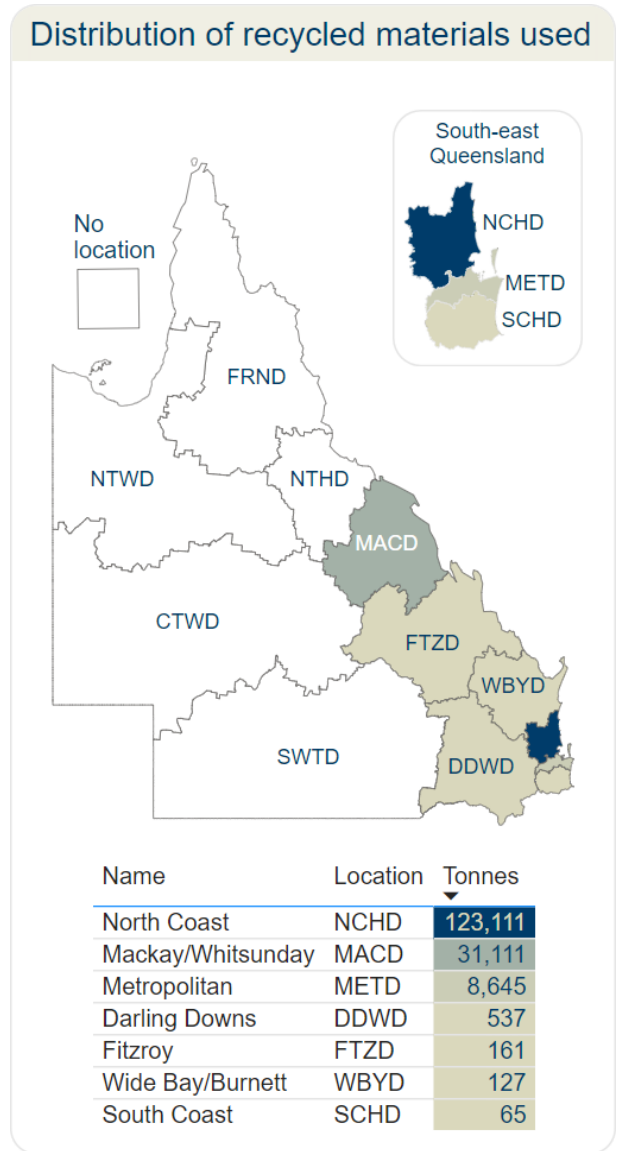 Distribution of recycled materials used
South-east
Queensland
No
location
NCHD
METD
SCHD
FRND
NTWD
NTHD
MACD
CTWD
FTZD
WBYD
SWTD
DDWD
Name Location Tonnes
North Coast NCHD 123,111
Mackay/Whitsunday MACD 31,111
Metropolitan METD 8,645
Darling Downs DDWD 537
Fitzroy FTZD 161
Wide Bay/Burnett WBYD 127
South Coast SCHD 65